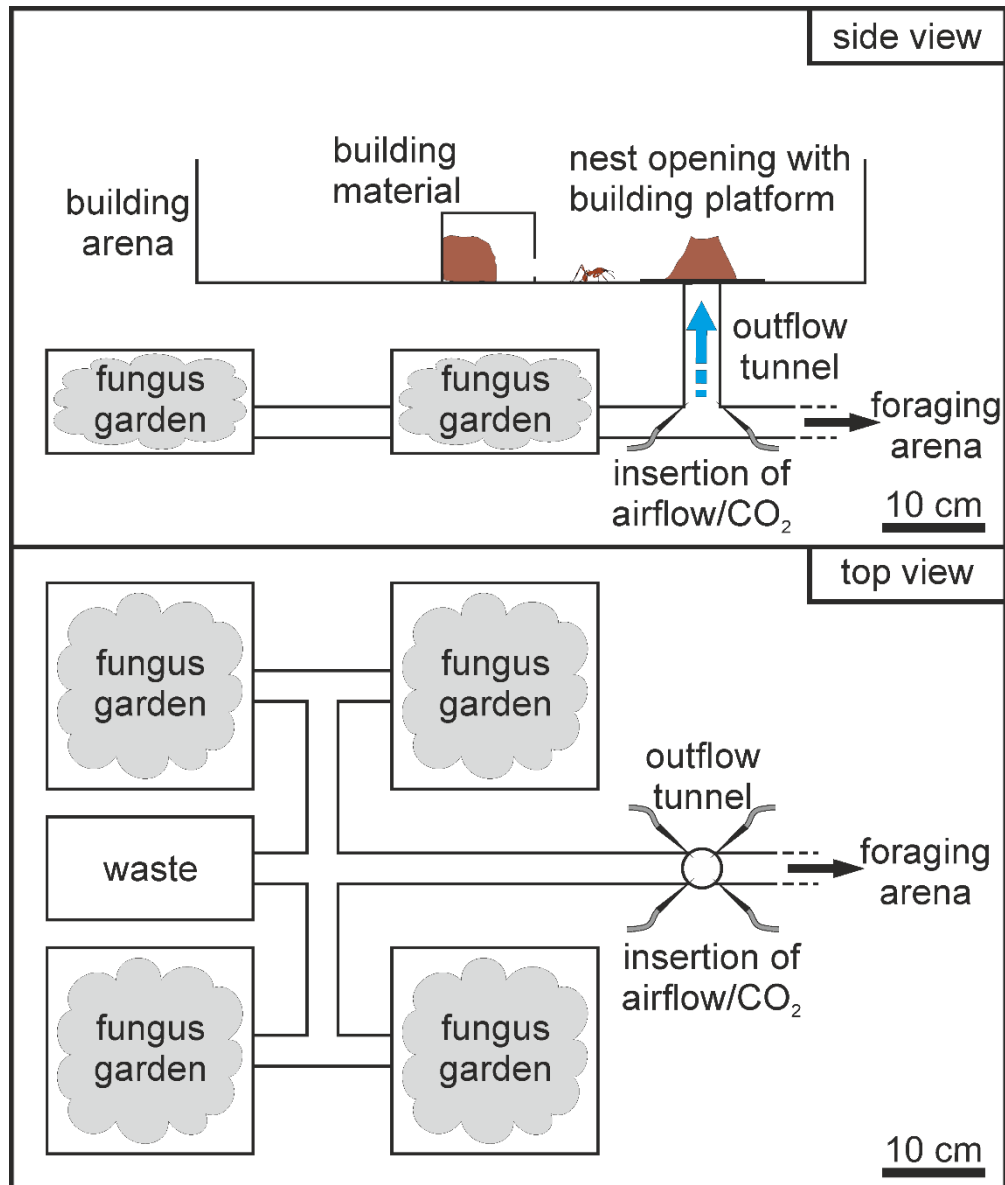 side view
building
material
nest opening with
building platform
building
arena
outflow
tunnel
fungus
garden
fungus
garden
foraging
arena
insertion of
airflow/CO₂
10 cm
top view
fungus
garden
fungus
garden
outflow
tunnel
waste
foraging
arena
insertion of
airflow/CO₂
fungus
garden
fungus
garden
10 cm